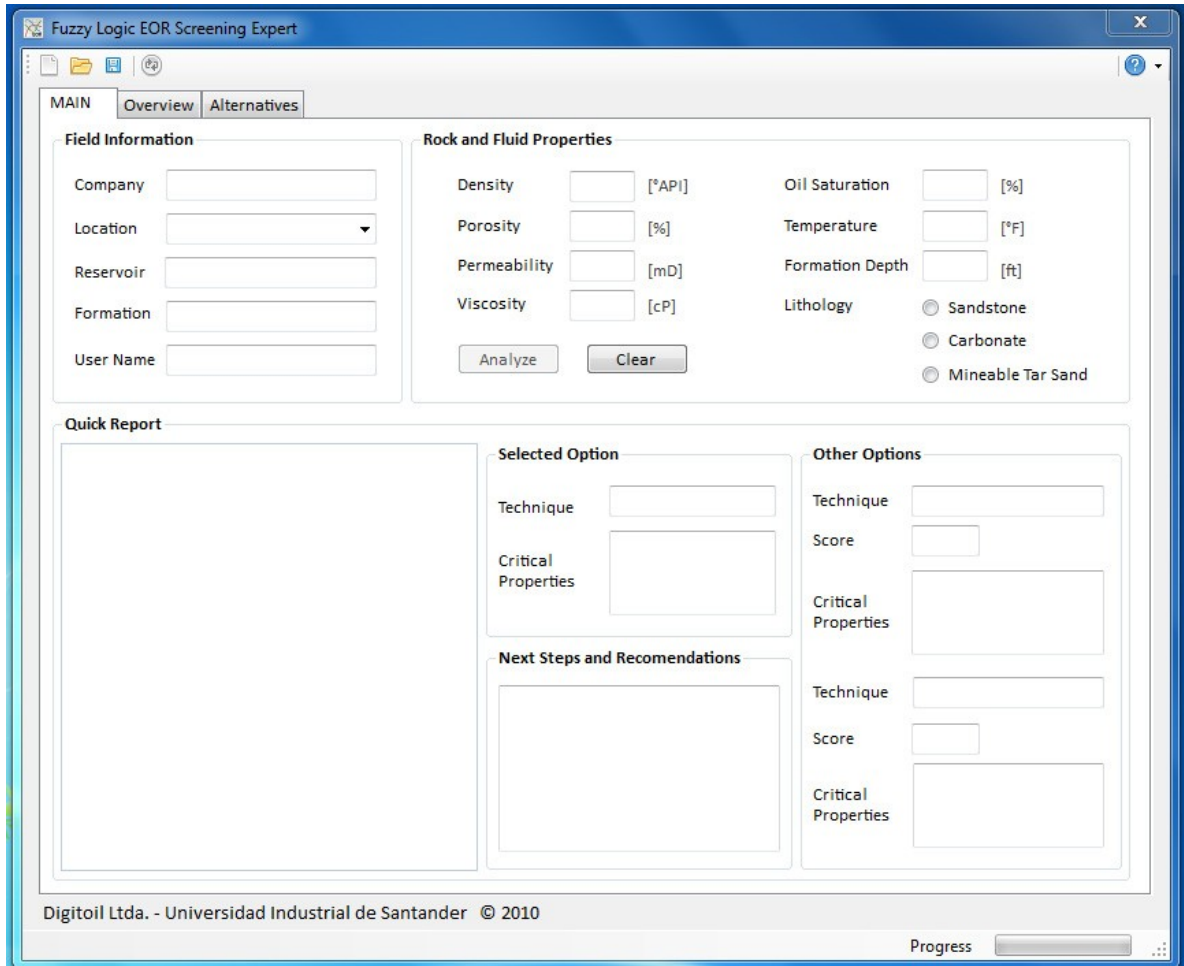 Fuzzy Logic EOR Screening Expert
MAIN
Overview
Alternatives
Field Information
Company
Location
Reservoir
Formation
User Name
Rock and Fluid Properties
Density [°API]
Porosity [%]
Permeability [mD]
Viscosity [cP]
Analyze
Clear
Oil Saturation [%]
Temperature [°F]
Formation Depth [ft]
Lithology
Sandstone
Carbonate
Mineable Tar Sand
Quick Report
Selected Option
Technique
Critical
Properties
Next Steps and Recomendations
Other Options
Technique
Score
Critical
Properties
Technique
Score
Critical
Properties
Digitoil Ltda. - Universidad Industrial de Santander © 2010
Progress